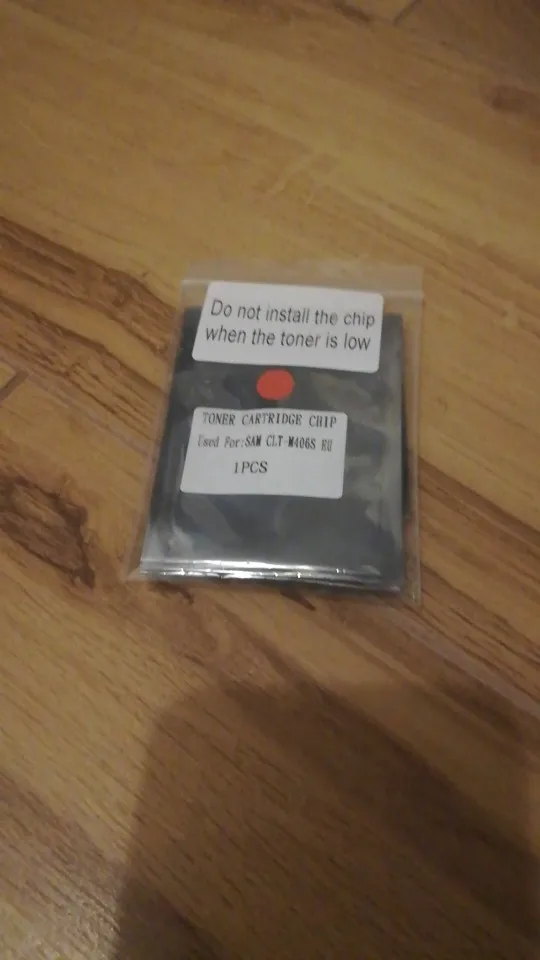 Do not install the chip
when the toner is low
TONER CARTRIDGE CHIP
Used For:SAM CLT-M406S EU
1PCS